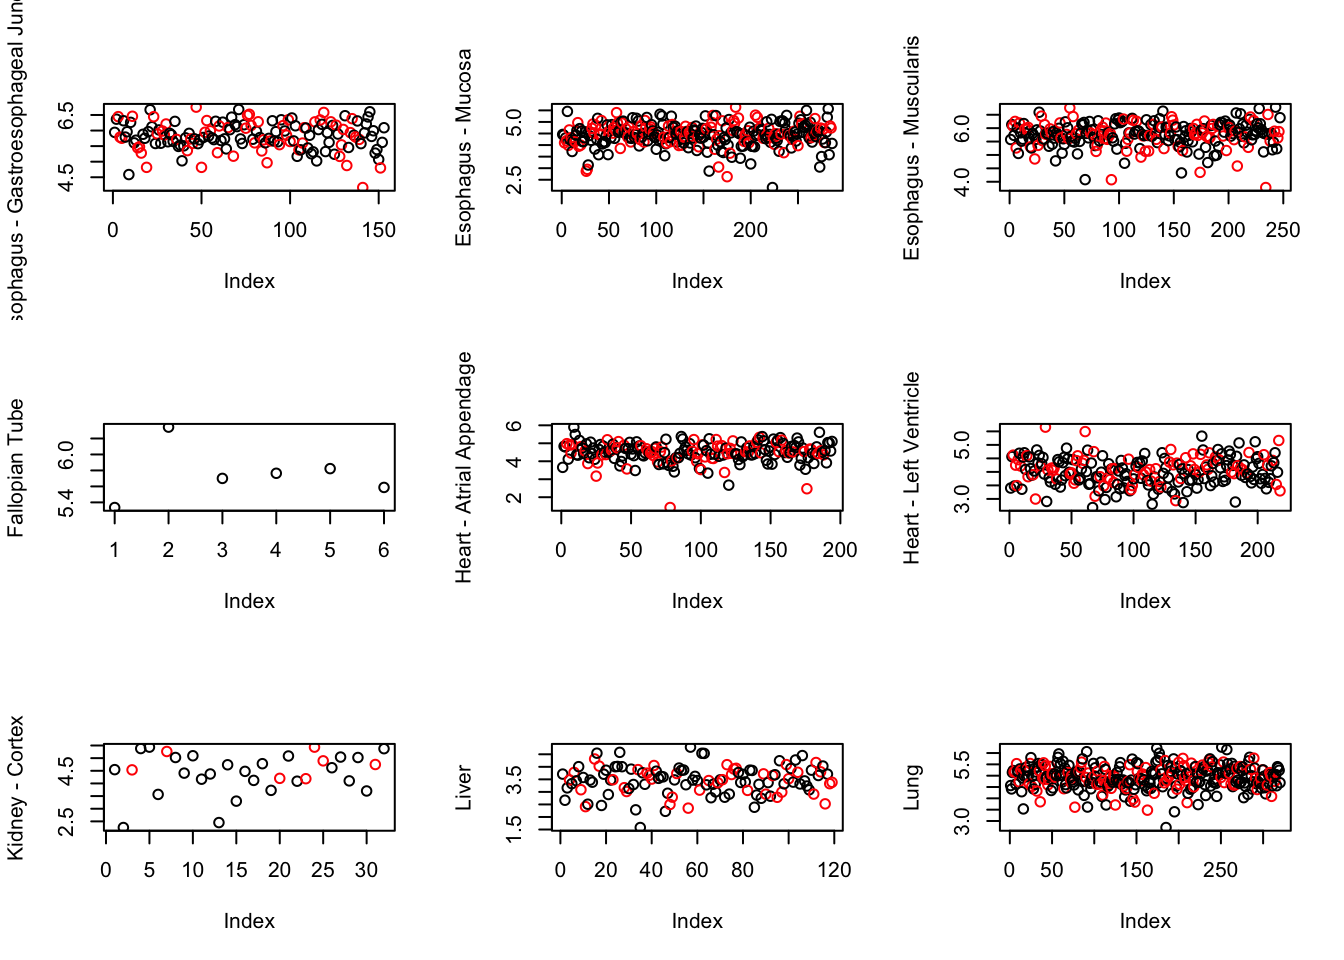 sophagus - Gastroesophageal Junc
4.5 6.5
0 50 100 150
Index
Esophagus - Mucosa
2.5 5.0
0 50 100 200
Index
Esophagus - Muscularis
4.0 6.0
0 50 100 150 200 250
Index
Fallopian Tube
5.4 6.0
1 2 3 4 5 6
Index
Heart - Atrial Appendage
2 4 6
0 50 100 150 200
Index
Heart - Left Ventricle
3.0 5.0
0 50 100 150 200
Index
Kidney - Cortex
2.5 4.5
0 5 10 15 20 25 30
Index
Liver
1.5 3.5
0 20 40 60 80 120
Index
Lung
3.0 5.5
0 50 150 250
Index